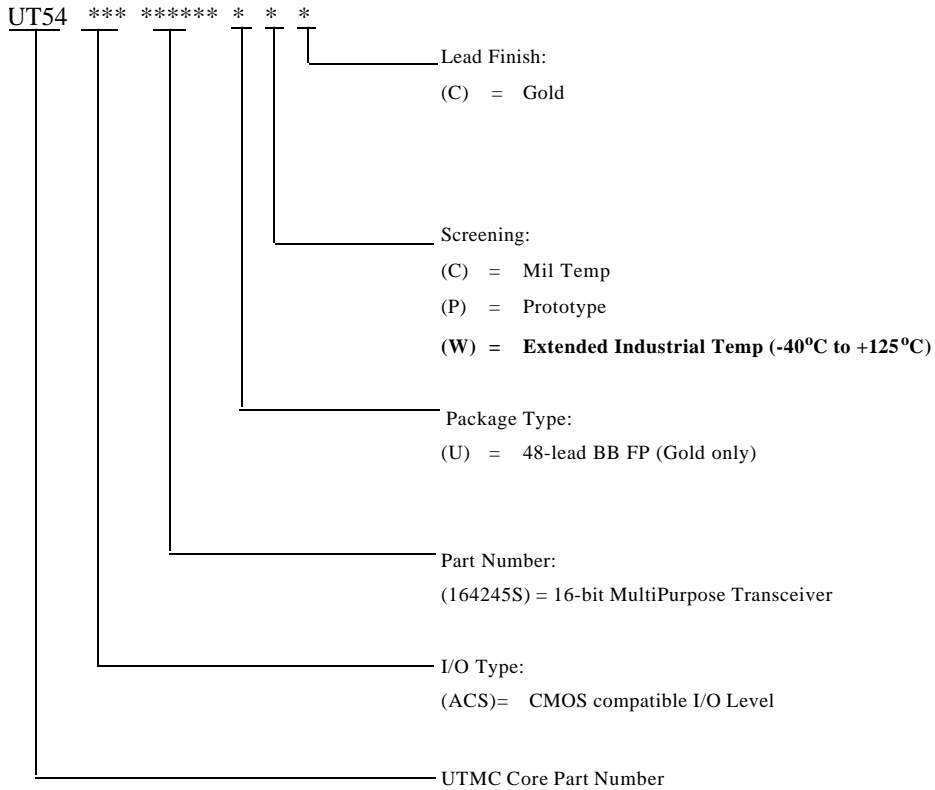 UT54 *** ****** * * *
Lead Finish:
(C) = Gold
Screening:
(C) = Mil Temp
(P) = Prototype
(W) = Extended Industrial Temp (-40°C to +125°C)
Package Type:
(U) = 48-lead BB FP (Gold only)
Part Number:
(164245S) = 16-bit MultiPurpose Transceiver
I/O Type:
(ACS)= CMOS compatible I/O Level
UTMC Core Part Number